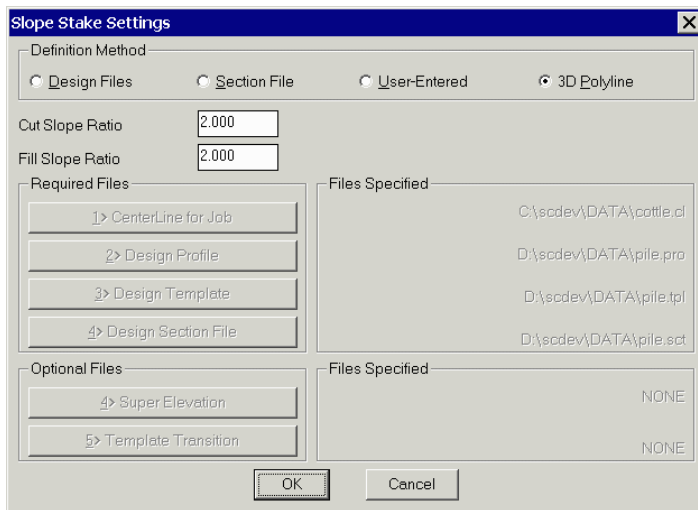 Slope Stake Settings
Definition Method
Design Files Section File User-Entered 3D Polyline
Cut Slope Ratio 2.000
Fill Slope Ratio 2.000
Required Files Files Specified
1> CenterLine for Job C:\scdev\DATA\cottle.cl
2> Design Profile D:\scdev\DATA\pile.pro
3> Design Template D:\scdev\DATA\pile.tpl
4> Design Section File D:\scdev\DATA\pile.sct
Optional Files Files Specified
4> Super Elevation NONE
5> Template Transition NONE
OK Cancel